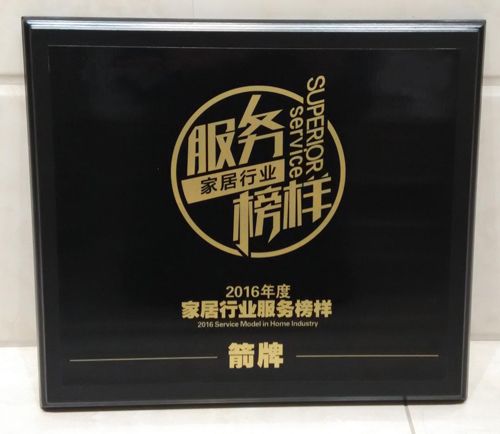 服务
SUPERIOR
service
家居行业
榜样
2016年度
家居行业服务榜样
2016 Service Model in Home Industry
箭牌